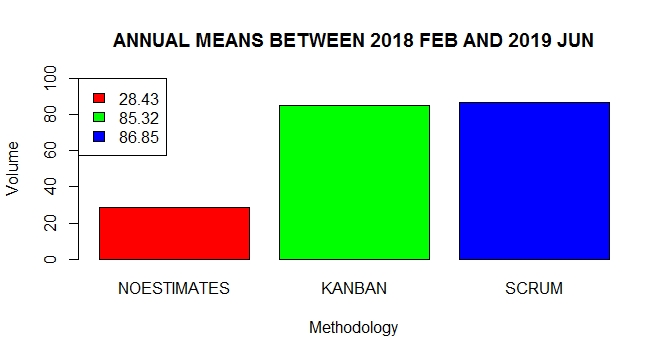 ANNUAL MEANS BETWEEN 2018 FEB AND 2019 JUN
Volume
100
80
60
40
20
0
28.43
85.32
86.85
NOESTIMATES KANBAN SCRUM
Methodology